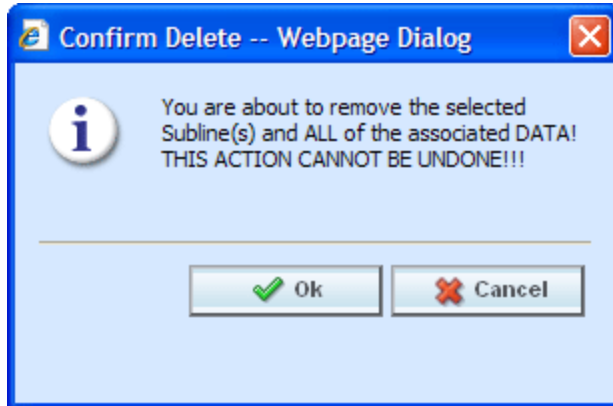 Confirm Delete -- Webpage Dialog
You are about to remove the selected
Subline(s) and ALL of the associated DATA!
THIS ACTION CANNOT BE UNDONE!!!
Ok
Cancel